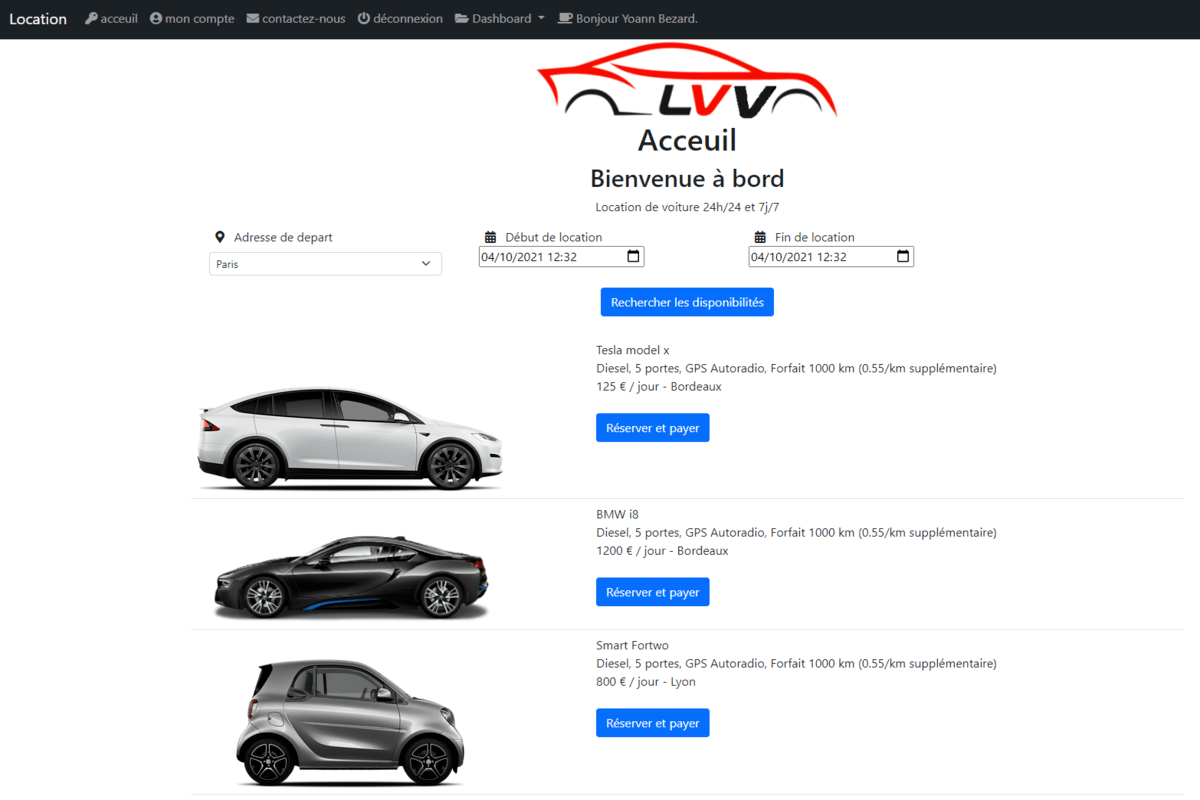 Location accueil mon compte contactez-nous déconnexion Dashboard Bonjour Yoann Bezard.
LVV
Acceuil
Bienvenue à bord
Location de voiture 24h/24 et 7j/7
Adresse de depart Début de location Fin de location
Paris 04/10/2021 12:32 04/10/2021 12:32
Rechercher les disponibilités
Tesla model x
Diesel, 5 portes, GPS Autoradio, Forfait 1000 km (0.55/km supplémentaire)
125 € / jour - Bordeaux
Réserver et payer
BMW i8
Diesel, 5 portes, GPS Autoradio, Forfait 1000 km (0.55/km supplémentaire)
1200 € / jour - Bordeaux
Réserver et payer
Smart Fortwo
Diesel, 5 portes, GPS Autoradio, Forfait 1000 km (0.55/km supplémentaire)
800 € / jour - Lyon
Réserver et payer